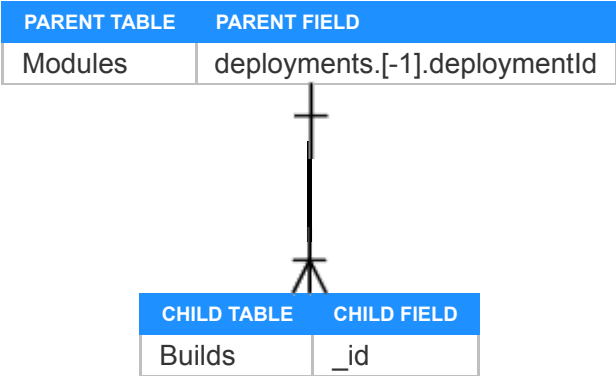 PARENT TABLE PARENT FIELD
Modules deployments.[-1].deploymentId
CHILD TABLE CHILD FIELD
Builds _id